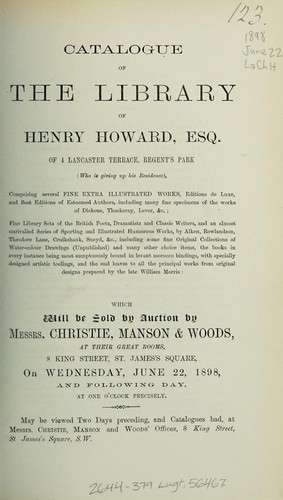 123.
1898
June 22
LoChH
CATALOGUE
OF
THE LIBRARY
OF
HENRY HOWARD, ESQ.
OF 4 LANCASTER TERRACE, REGENT'S PARK
(Who is giving up his Residence),
Comprising several FINE EXTRA ILLUSTRATED WORKS, Editions de Luxe,
and Best Editions of Esteemed Authors, including many fine specimens of the
works of Dickens, Thackeray, Lever, &c.;
Fine Library Sets of the British Poets, Dramatists and Classic Writers, and an almost
unrivalled Series of Sporting and Illustrated Humorous Works, by Alken, Rowlandson,
Theodore Lane, Cruikshank, Smeyd, &c., including some fine Original Collections of
Water-colour Drawings (Unpublished) and many other choice items, the books
in every instance being most sumptuously bound in levant morocco bindings, with specially
designed artistic toolings, and the end leaves to all the principal works from original
designs prepared by the late William Morris:
WHICH
Will be Sold by Auction by
MESSRS. CHRISTIE, MANSON & WOODS,
AT THEIR GREAT ROOMS,
8 KING STREET, ST. JAMES'S SQUARE,
ON WEDNESDAY, JUNE 22, 1898,
AND FOLLOWING DAY,
AT ONE O'CLOCK PRECISELY.
May be viewed Two Days preceding, and Catalogues had, at
MESSRS. CHRISTIE, MANSON AND WOODS' Offices, 8 King Street,
St James's Square, S.W.
2644-379 Lugt, 56467